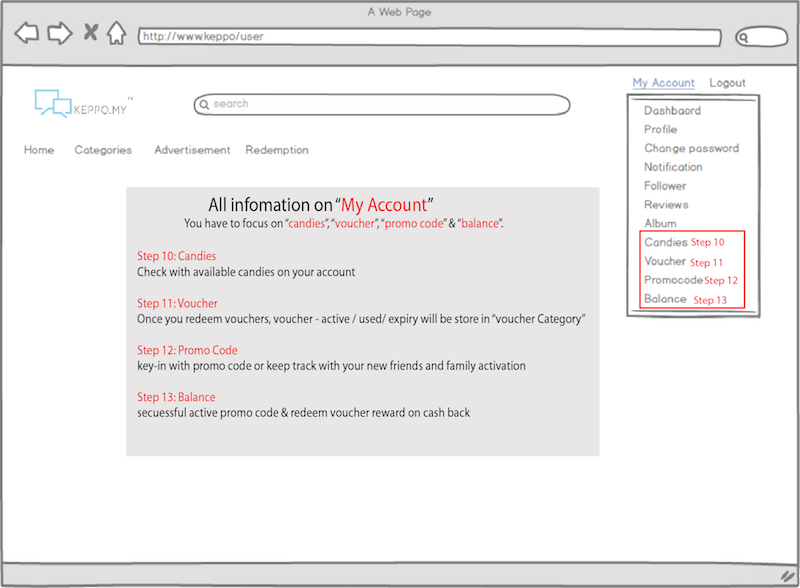 A Web Page
http://www.keppo/user
My Account Logout
KEPPO.MY
search
Home Categories Advertisement Redemption
Dashbaord
Profile
Change password
Notification
Follower
Reviews
Album
Candies Step 10
Voucher Step 11
Promocode Step 12
Balance Step 13
All infomation on “My Account”
You have to focus on “candies”, “voucher”, “promo code” & “balance”.
Step 10: Candies
Check with available candies on your account
Step 11: Voucher
Once you redeem vouchers, voucher - active / used/ expiry will be store in “voucher Category”
Step 12: Promo Code
key-in with promo code or keep track with your new friends and family activation
Step 13: Balance
secuessful active promo code & redeem voucher reward on cash back